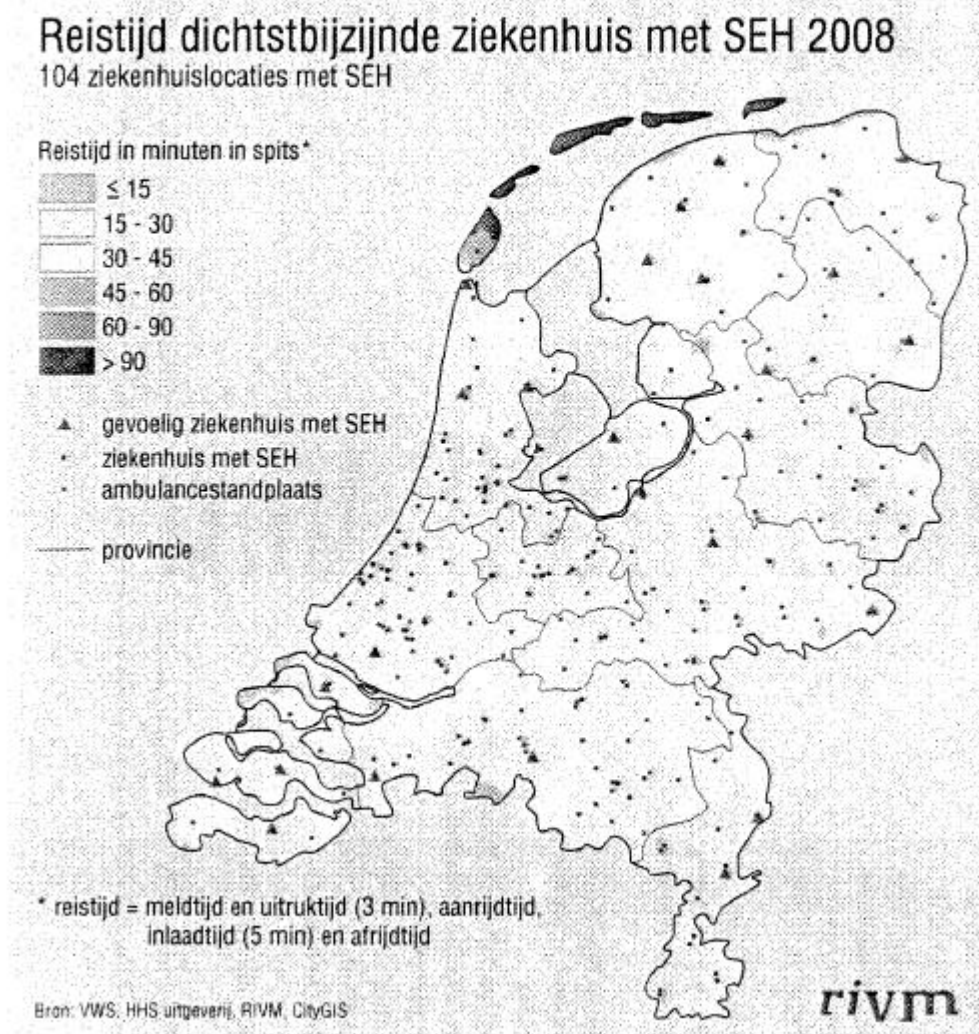 Reistijd dichtstbijzijnde ziekenhuis met SEH 2008
104 ziekenhuislocaties met SEH
Reistijd in minuten in spits*
≤ 15
15 - 30
30 - 45
45 - 60
60 - 90
> 90
gevoelig ziekenhuis met SEH
ziekenhuis met SEH
ambulancestandplaats
provincie
* reistijd = meldtijd en uitruktijd (3 min), aanrijdtijd,
inlaadtijd (5 min) en afrijdtijd
Bron: VWS, HHS uitgeverij, RIVM, CityGIS
rivm